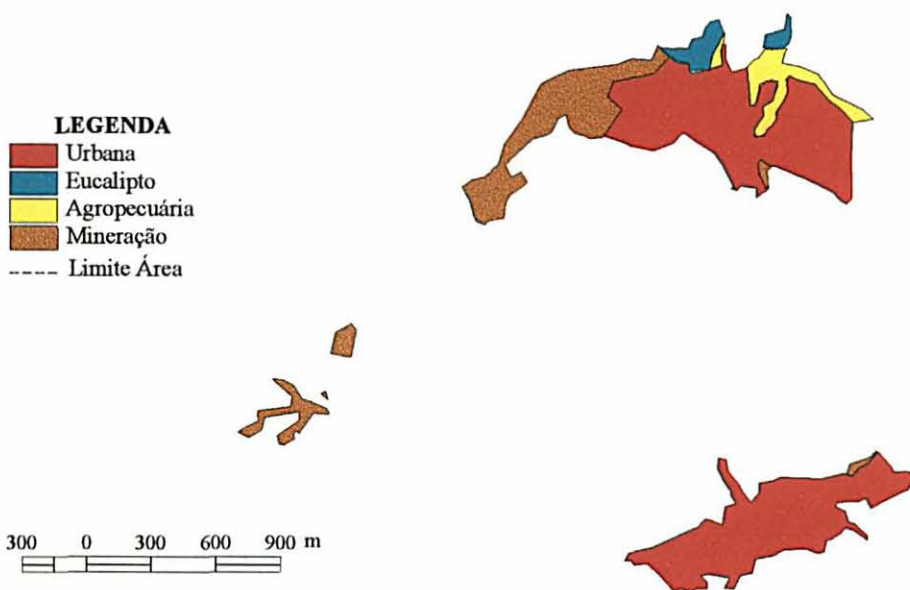 LEGENDA
Urbana
Eucalipto
Agropecuária
Mineração
Limite Área
300 0 300 600 900 m